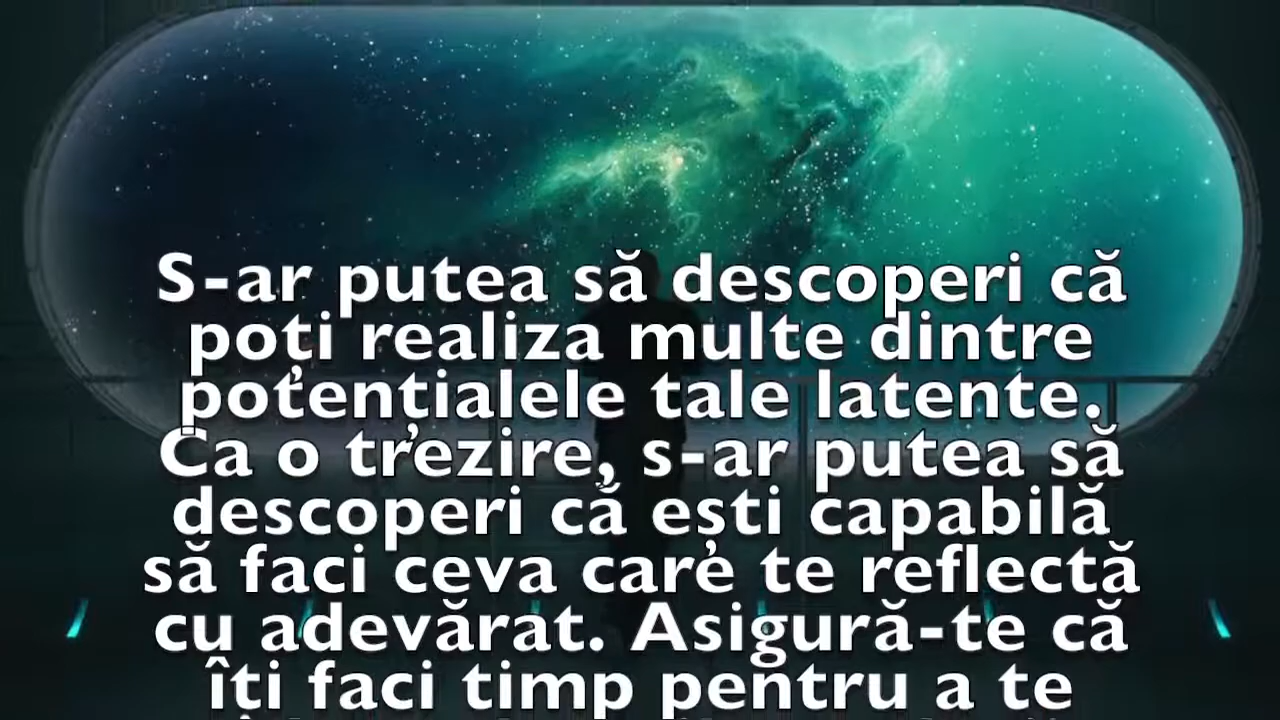 S-ar putea să descoperi că
poți realiza multe dintre
potențialele tale latente.
Ca o trezire, s-ar putea să
descoperi că ești capabilă
să faci ceva care te reflectă
cu adevărat. Asigură-te că
îți faci timp pentru a te